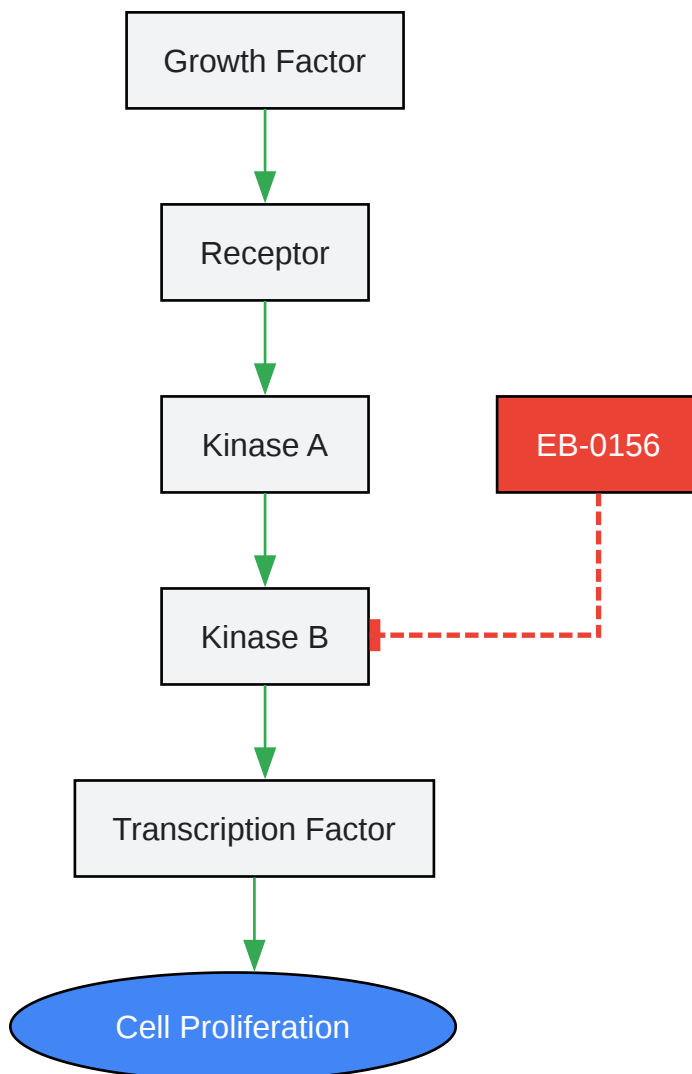 Growth Factor
Receptor
Kinase A
EB-0156
Kinase B
Transcription Factor
Cell Proliferation